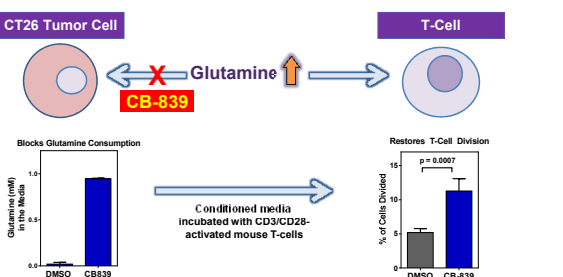 CT26 Tumor Cell
T-Cell
X
Glutamine
CB-839
Blocks Glutamine Consumption
Glutamine (mM)
in the Media
1.0
0.5
0.0
DMSO CB839
Conditioned media
incubated with CD3/CD28-
activated mouse T-cells
Restores T-Cell Division
p = 0.0007
% of Cells Divided
15
10
5
0
DMSO CB-839